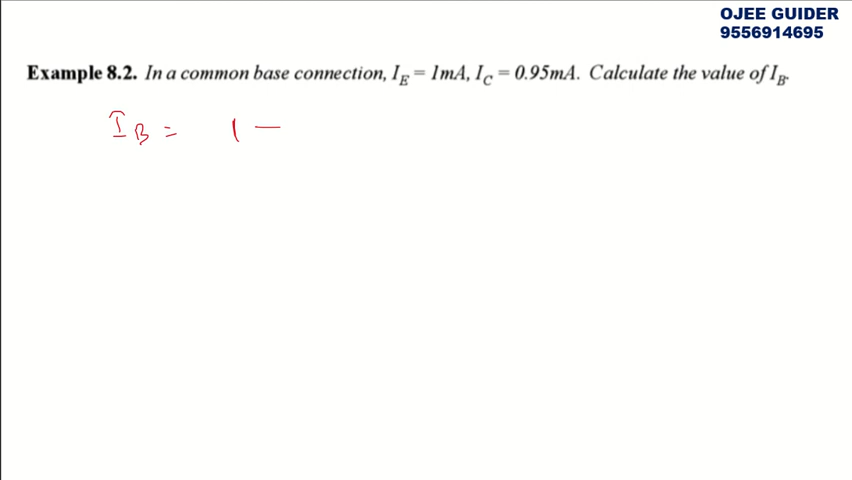 OJEE GUIDER
9556914695
Example 8.2. In a common base connection, I_E = 1mA, I_C = 0.95mA. Calculate the value of I_B.
I_B = 1 —